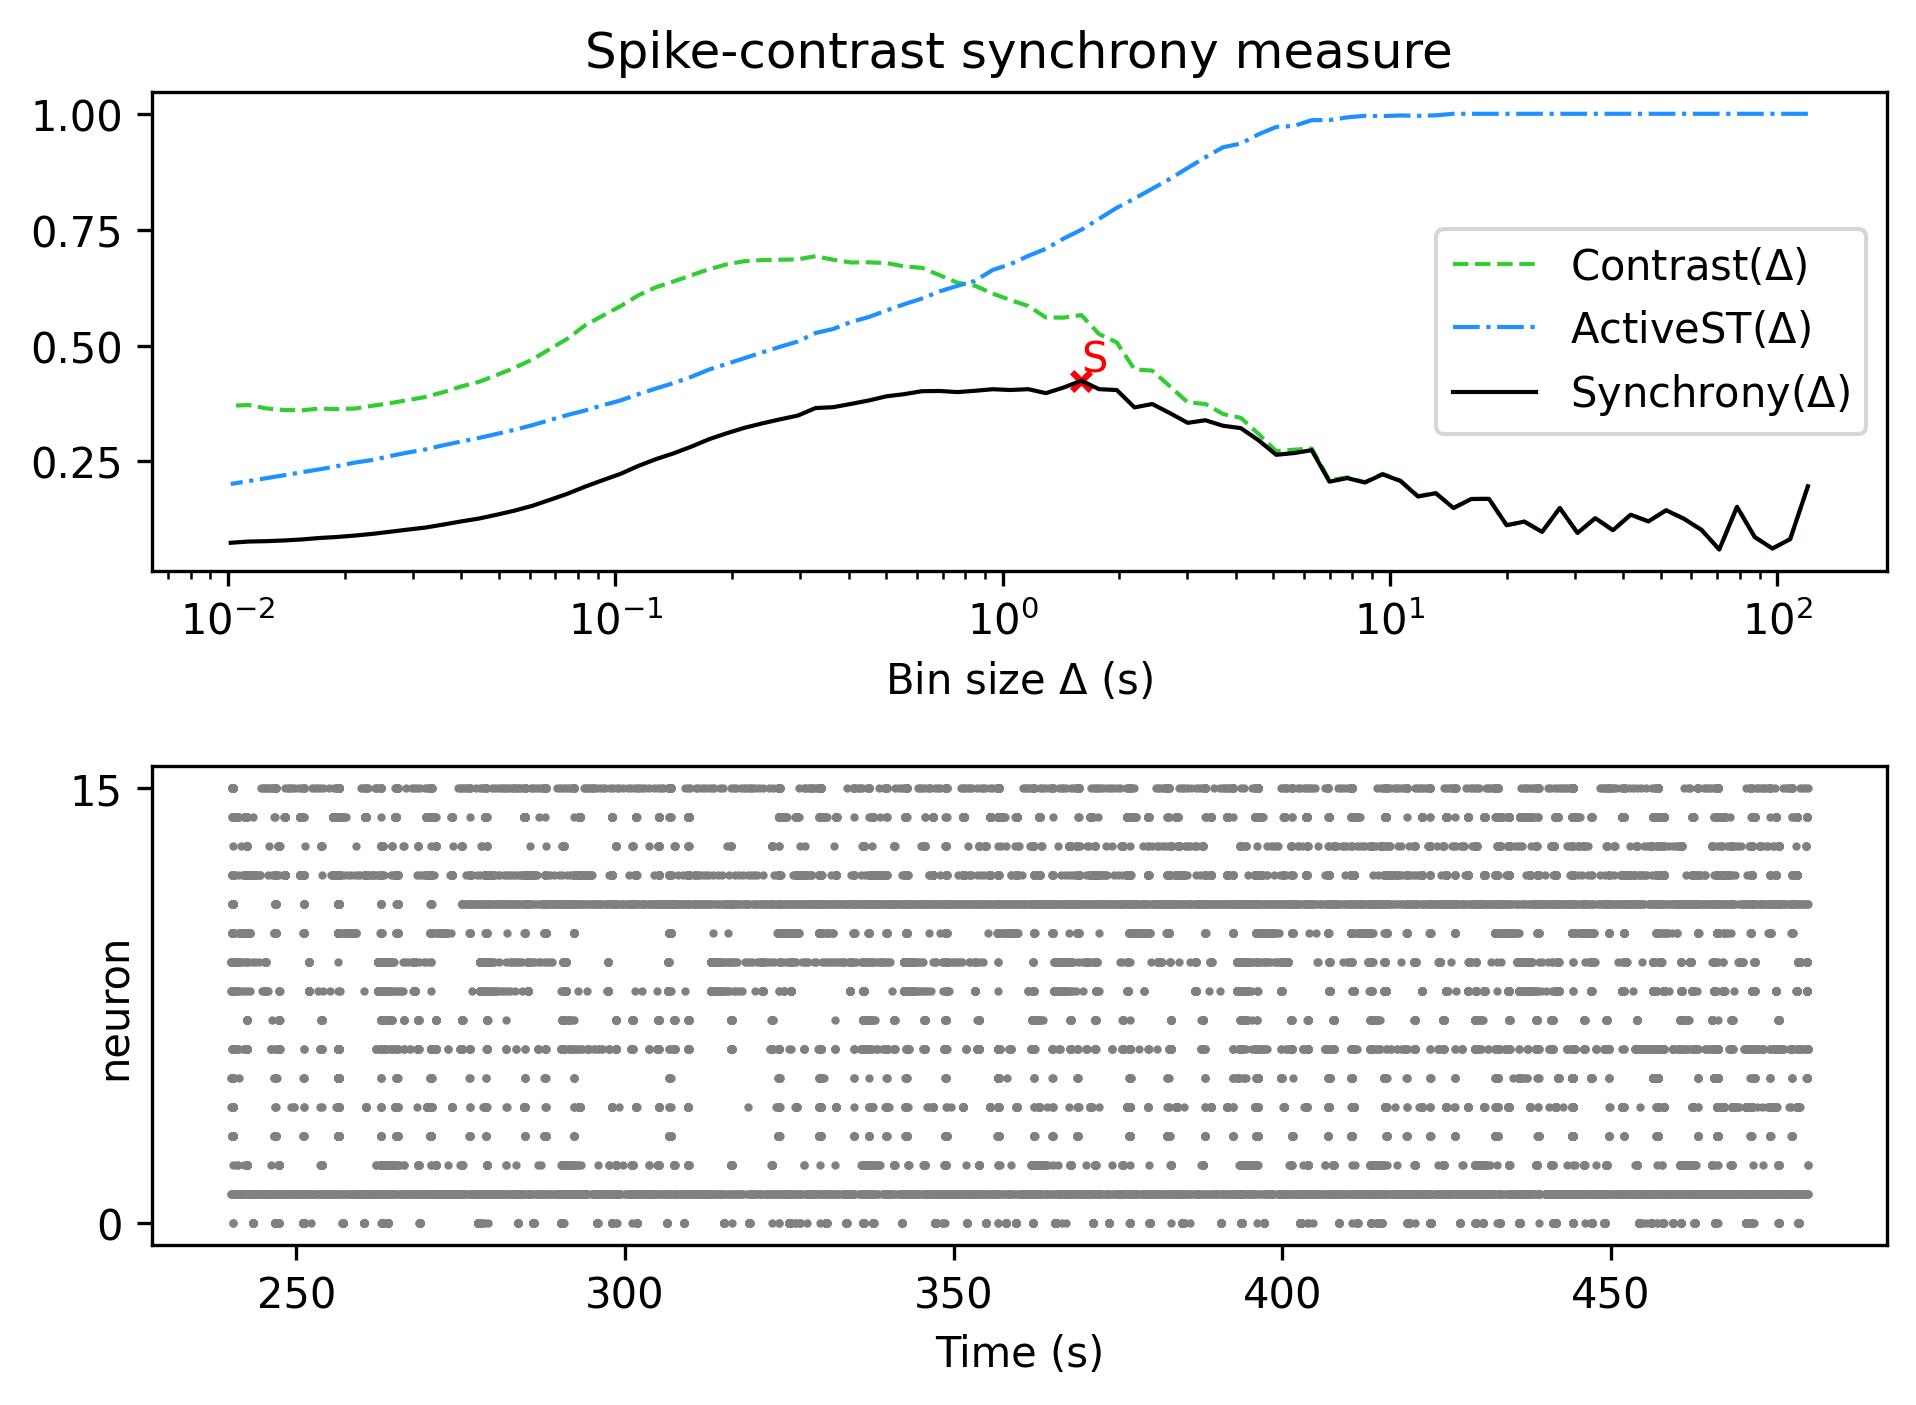 Spike-contrast synchrony measure
1.00
0.75
0.50
0.25
S
Contrast(Δ)
ActiveST(Δ)
Synchrony(Δ)
10⁻² 10⁻¹ 10⁰ 10¹ 10²
Bin size Δ (s)
15
neuron
0
250 300 350 400 450
Time (s)